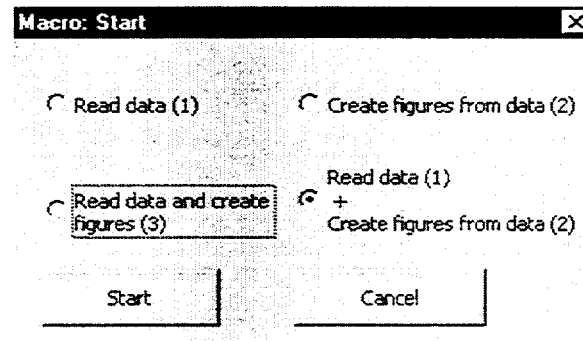 Macro: Start
Read data (1)
Create figures from data (2)
Read data and create
figures (3)
Read data (1)
+
Create figures from data (2)
Start
Cancel